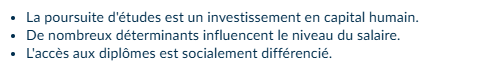 • La poursuite d'études est un investissement en capital humain.
• De nombreux déterminants influencent le niveau du salaire.
• L'accès aux diplômes est socialement différencié.